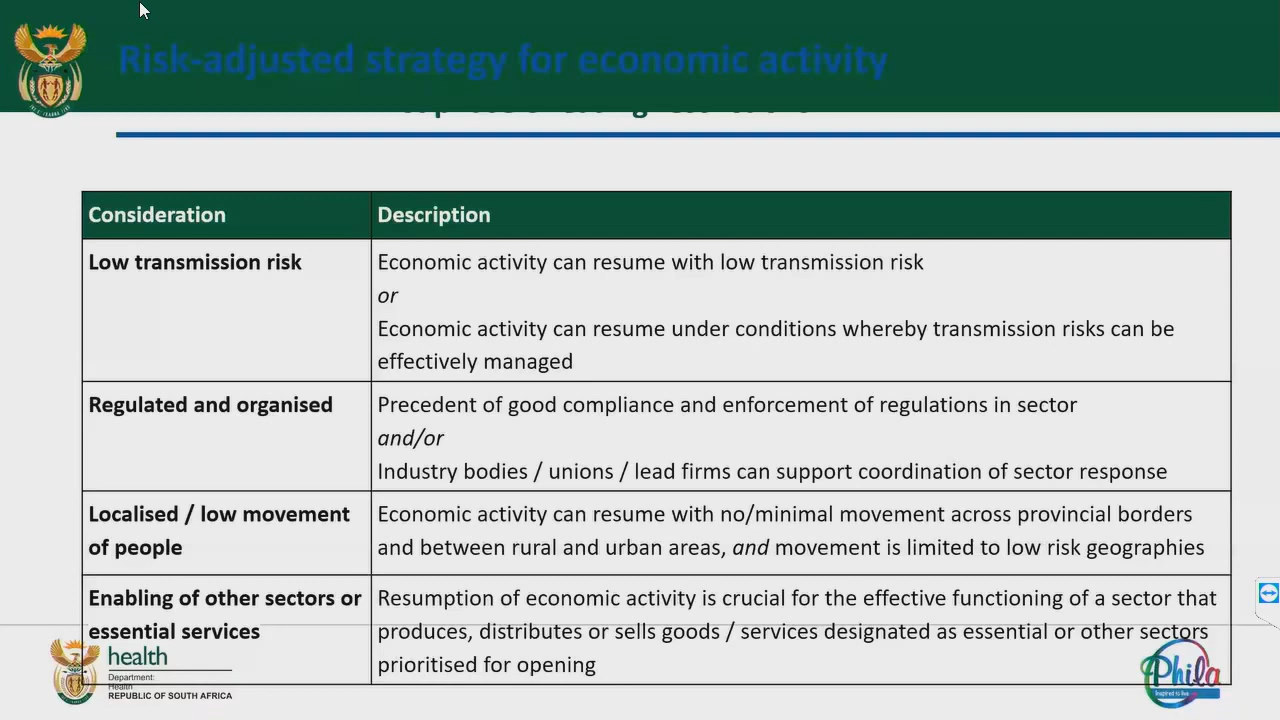 Risk-adjusted strategy for economic activity
Consideration Description
Low transmission risk Economic activity can resume with low transmission risk
or
Economic activity can resume under conditions whereby transmission risks can be
effectively managed
Regulated and organised Precedent of good compliance and enforcement of regulations in sector
and/or
Industry bodies / unions / lead firms can support coordination of sector response
Localised / low movement Economic activity can resume with no/minimal movement across provincial borders
of people and between rural and urban areas, and movement is limited to low risk geographies
Enabling of other sectors or Resumption of economic activity is crucial for the effective functioning of a sector that
essential services produces, distributes or sells goods / services designated as essential or other sectors
prioritised for opening
health
Department:
Health
REPUBLIC OF SOUTH AFRICA
Phila
Inspired to live